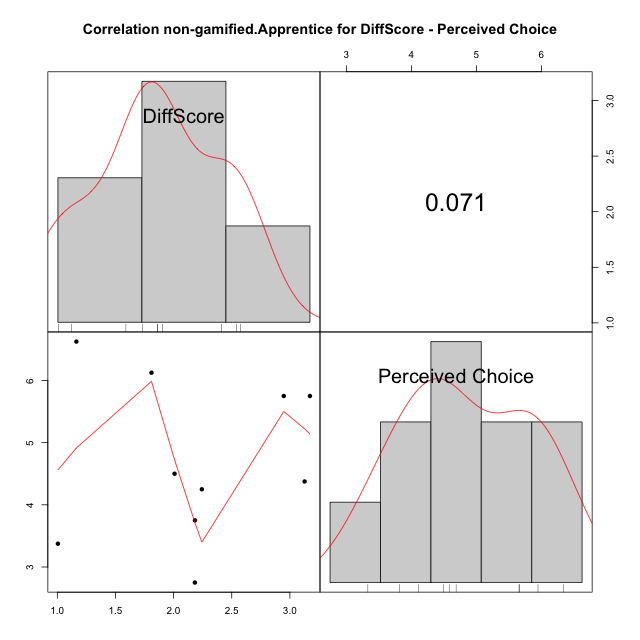 Correlation non-gamified.Apprentice for DiffScore - Perceived Choice
3 4 5 6
DiffScore
0.071
3.0
2.5
2.0
1.5
1.0
Perceived Choice
6
5
4
3
1.0 1.5 2.0 2.5 3.0